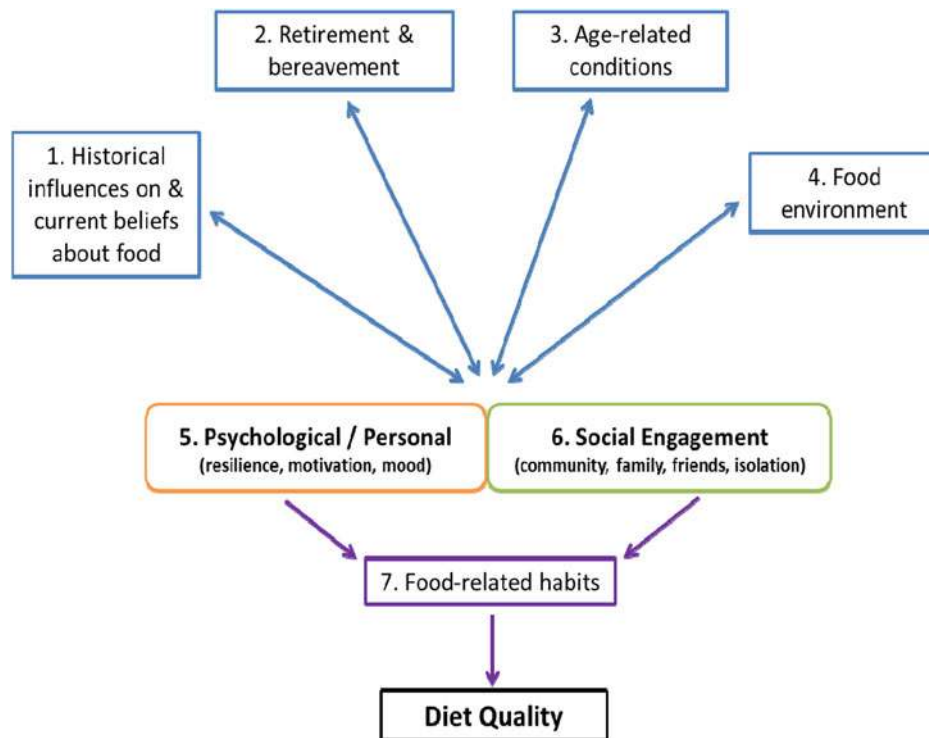 2. Retirement &
bereavement
3. Age-related
conditions
1. Historical
influences on &
current beliefs
about food
4. Food
environment
5. Psychological / Personal
(resilience, motivation, mood)
6. Social Engagement
(community, family, friends, isolation)
7. Food-related habits
Diet Quality